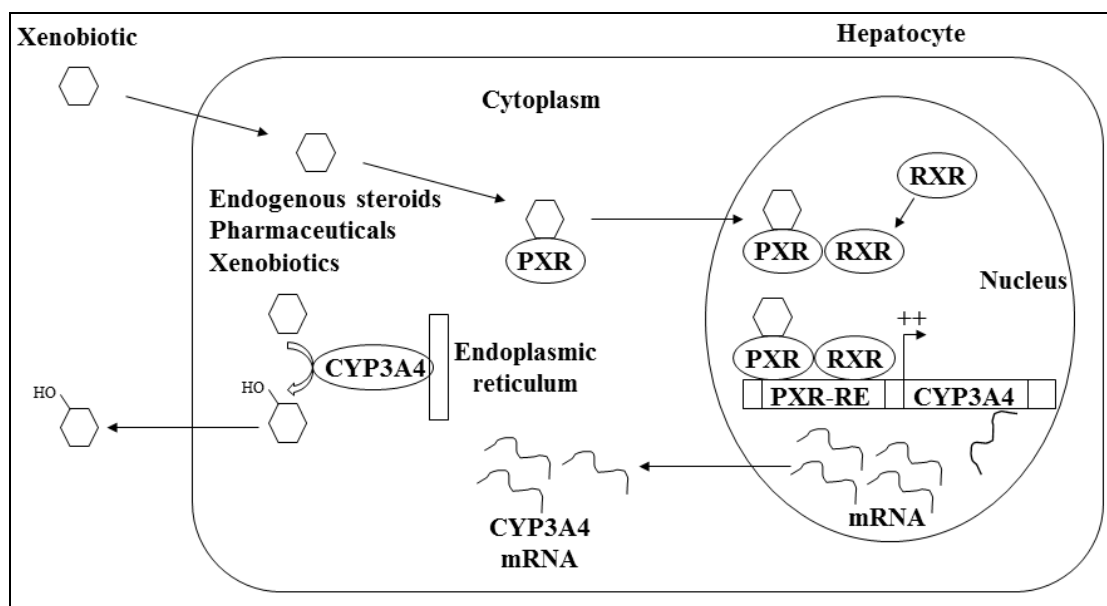 Xenobiotic
Hepatocyte
Cytoplasm
Endogenous steroids
Pharmaceuticals
Xenobiotics
PXR
RXR
PXR RXR
Nucleus
++
PXR RXR
PXR-RE CYP3A4
CYP3A4
Endoplasmic
reticulum
HO
HO
mRNA
CYP3A4
mRNA